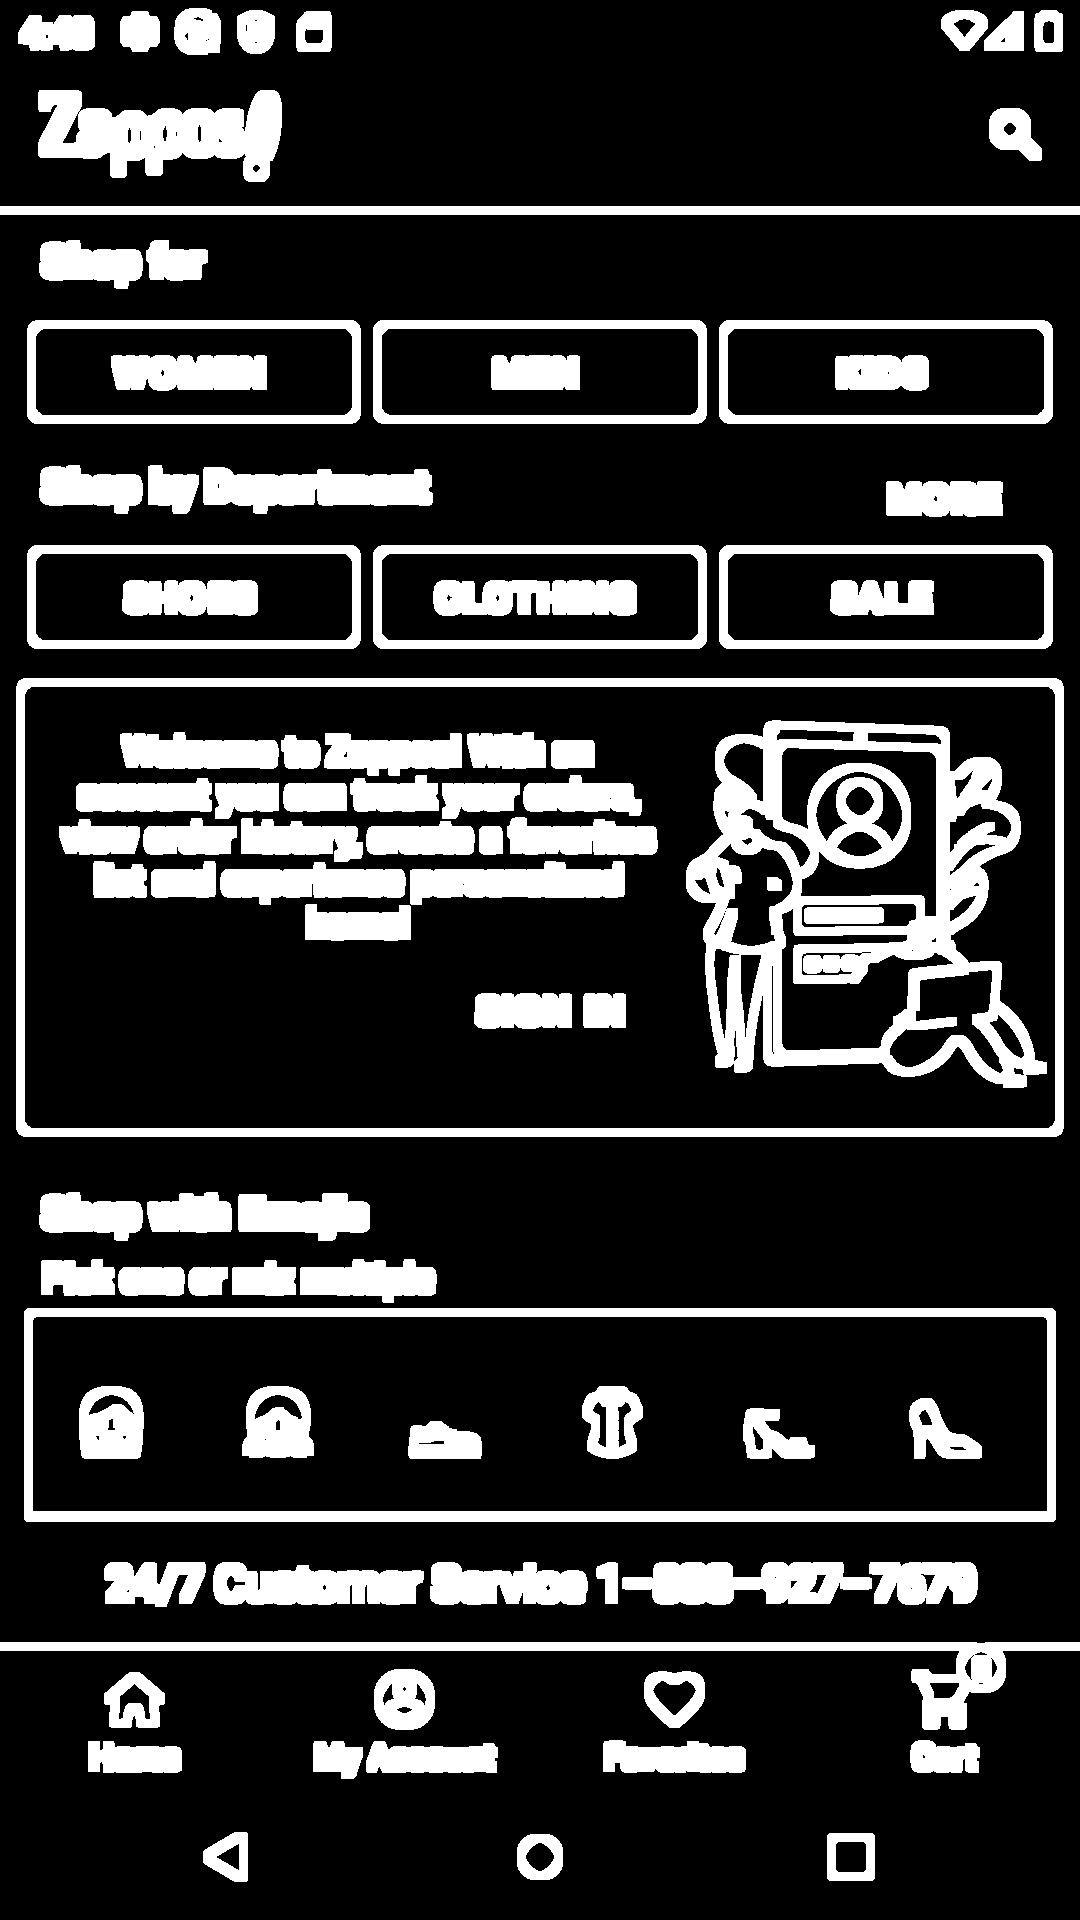 Zappos!
Shop for
WOMEN
MEN
KIDS
Shop by Department
MORE
SHOES
CLOTHING
SALE
Welcome to Zappos! With an
account you can track your orders,
view order history, create a favorites
list and experience personalized
home!
SIGN IN
Shop with Emojis
Pick one or mix multiple
24/7 Customer Service 1-888-927-7679
Home
My Account
Favorites
Cart